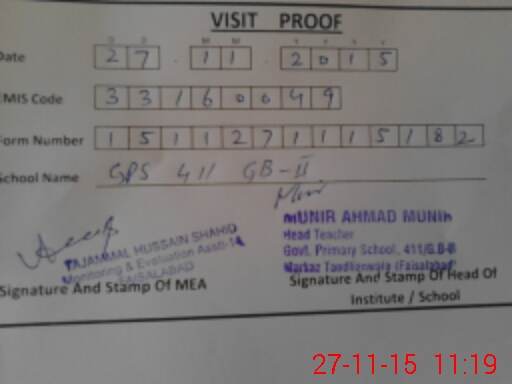 VISIT PROOF
D D M M Y Y Y Y
Date 27 11 2015
EMIS Code 33160049
Form Number 1511271115182
School Name GPS 411 GB-II
TAJAMMAL HUSSAIN SHAHID
Monitoring & Evaluation Asstt-14
FAISALABAD
Signature And Stamp Of MEA
MUNIR AHMAD MUNIR
Head Teacher
Govt. Primary School, 411/G.B-II
Markaz Tandlianwala (Faisalabad)
Signature And Stamp Of Head Of
Institute / School
27-11-15 11:19